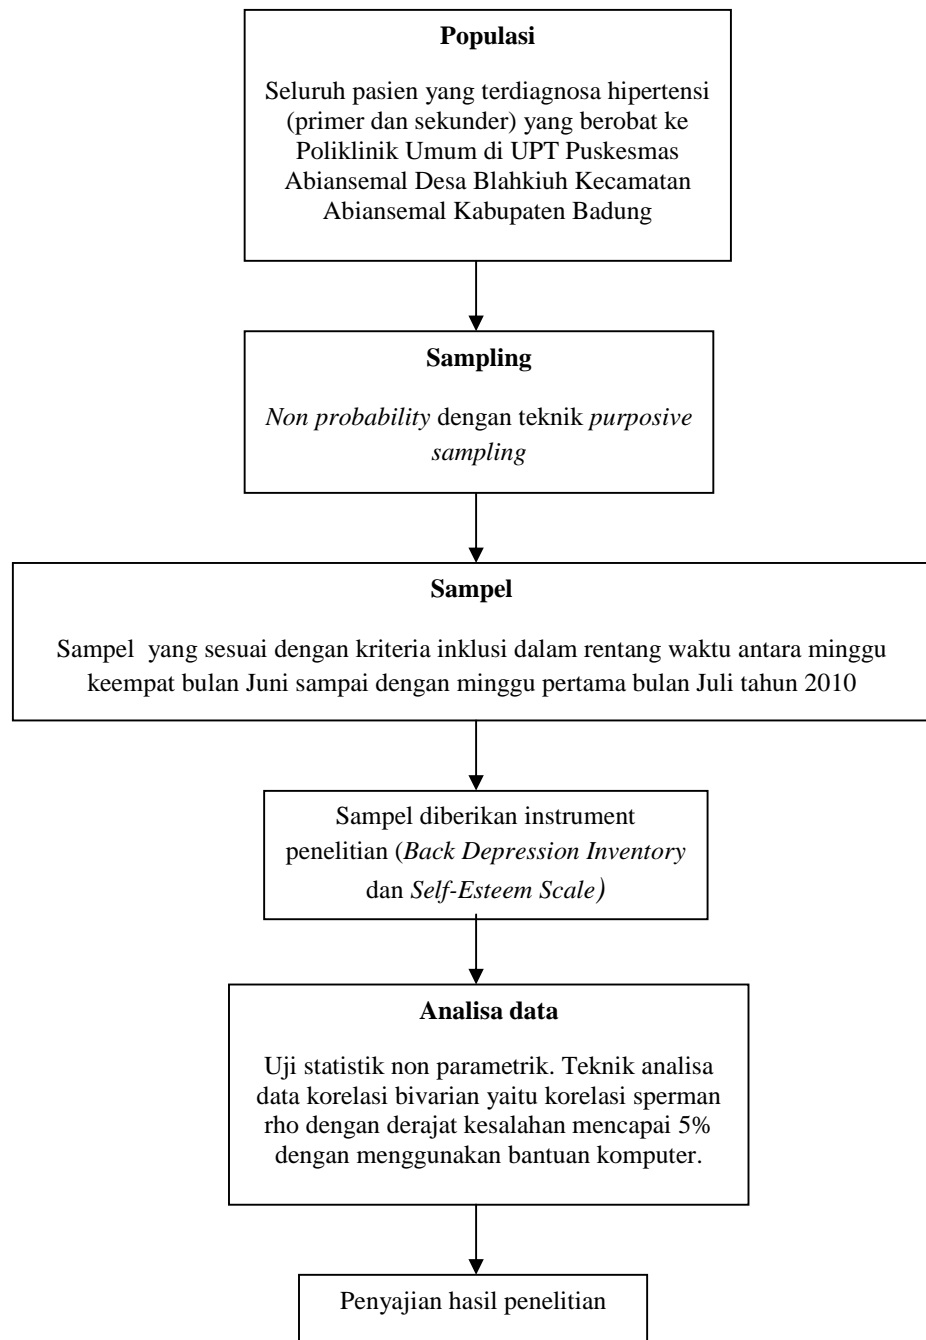 Populasi
Seluruh pasien yang terdiagnosa hipertensi
(primer dan sekunder) yang berobat ke
Poliklinik Umum di UPT Puskesmas
Abiansemal Desa Blahkiuh Kecamatan
Abiansemal Kabupaten Badung
Sampling
Non probability dengan teknik purposive
sampling
Sampel
Sampel  yang sesuai dengan kriteria inklusi dalam rentang waktu antara minggu
keempat bulan Juni sampai dengan minggu pertama bulan Juli tahun 2010
Sampel diberikan instrument
penelitian (Back Depression Inventory
dan Self-Esteem Scale)
Analisa data
Uji statistik non parametrik. Teknik analisa
data korelasi bivarian yaitu korelasi sperman
rho dengan derajat kesalahan mencapai 5%
dengan menggunakan bantuan komputer.
Penyajian hasil penelitian